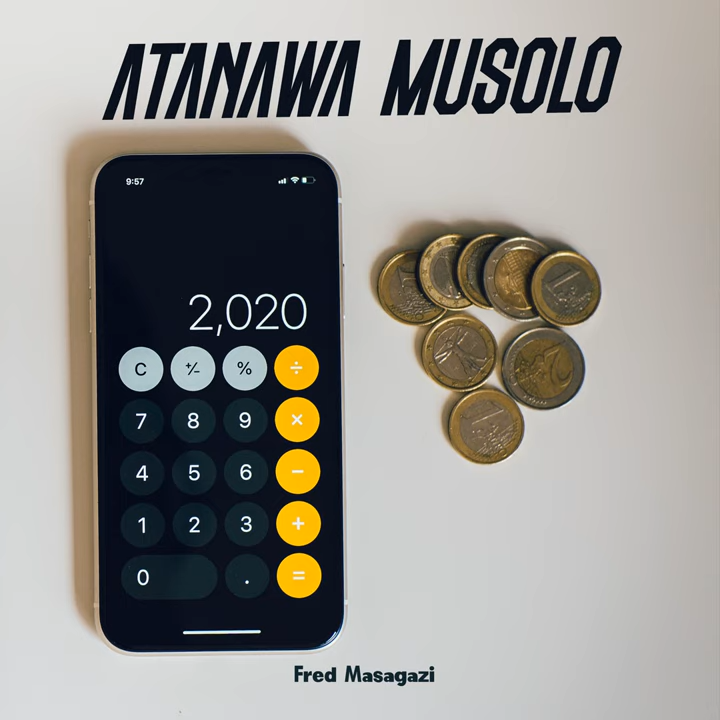 ATANAWA MUSOLO
9:57
2,020
C +/- % ÷
7 8 9 ×
4 5 6 −
1 2 3 +
0 . =
Fred Masagazi